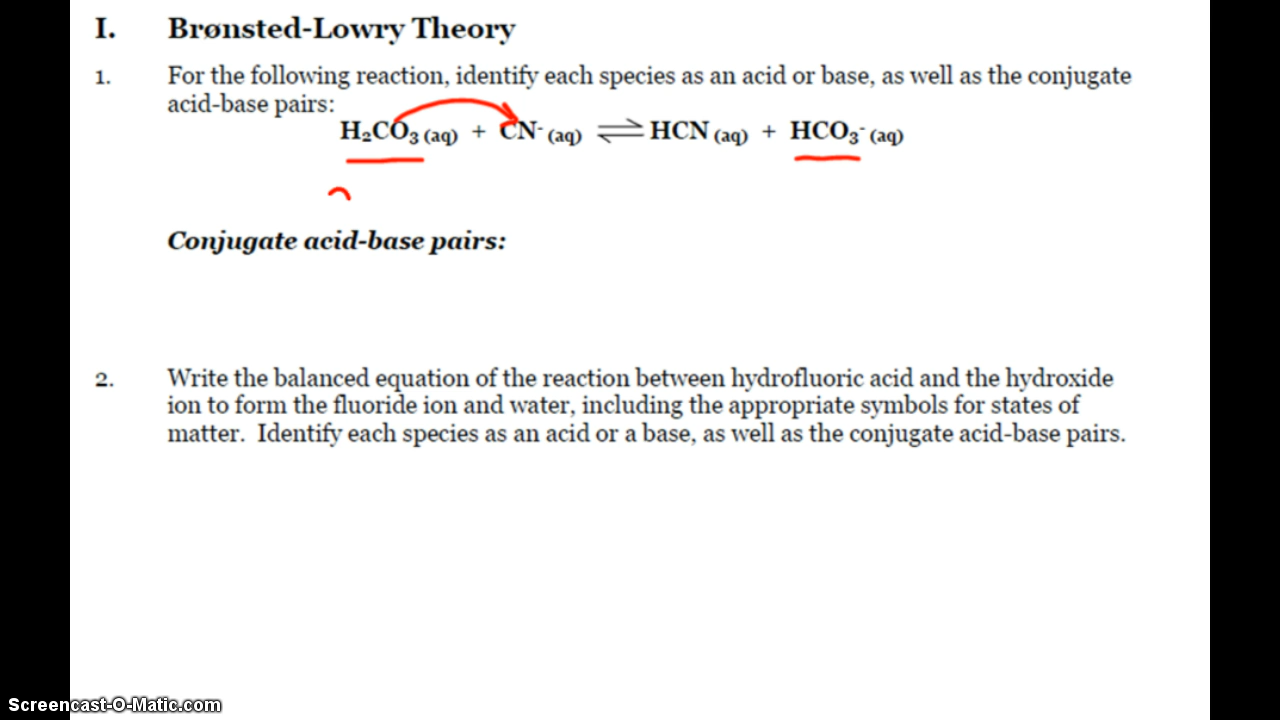 I. Brønsted-Lowry Theory
1. For the following reaction, identify each species as an acid or base, as well as the conjugate
acid-base pairs:
H₂CO₃ (aq) + CN⁻ (aq) ⇌ HCN (aq) + HCO₃⁻ (aq)
Conjugate acid-base pairs:
2. Write the balanced equation of the reaction between hydrofluoric acid and the hydroxide
ion to form the fluoride ion and water, including the appropriate symbols for states of
matter. Identify each species as an acid or a base, as well as the conjugate acid-base pairs.
Screencast-O-Matic.com